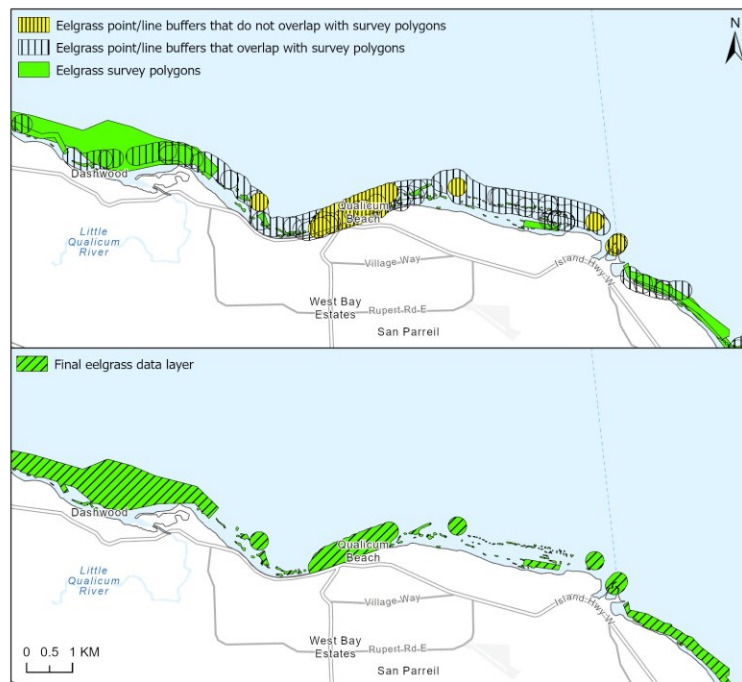 Eelgrass point/line buffers that do not overlap with survey polygons
Eelgrass point/line buffers that overlap with survey polygons
Eelgrass survey polygons
N
Dashwood
Little
Qualicum
River
Qualicum
Beach
Village Way
Island Hwy W
West Bay
Estates
Rupert Rd E
San Parreil
Final eelgrass data layer
Dashwood
Little
Qualicum
River
Qualicum
Beach
Village Way
Island Hwy W
West Bay
Estates
Rupert Rd E
San Parreil
0 0.5 1 KM